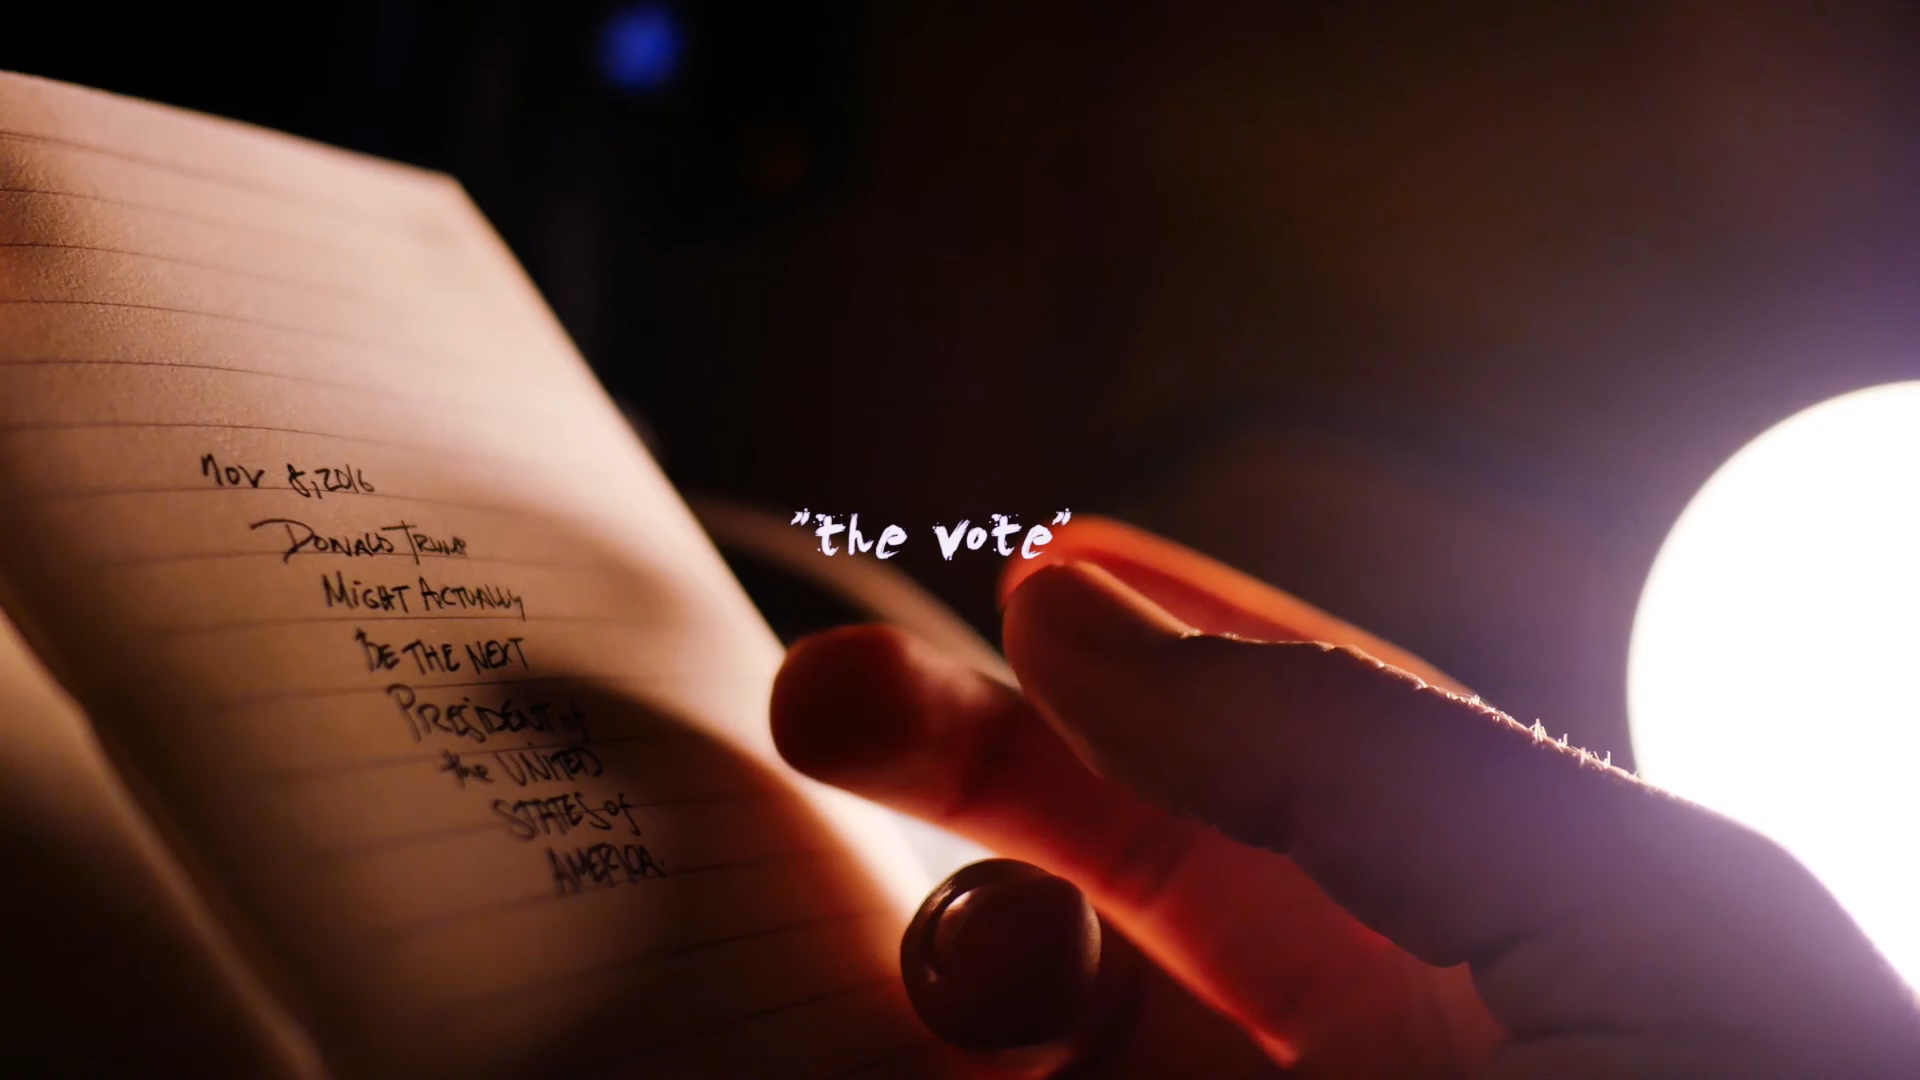 Nov 8, 2016
DONALD TRUMP
MiGHT ACTUALLY
BE THE NEXT
PRESiDENT of
the UNiTED
STATES of
AMERICA.
"the vote"